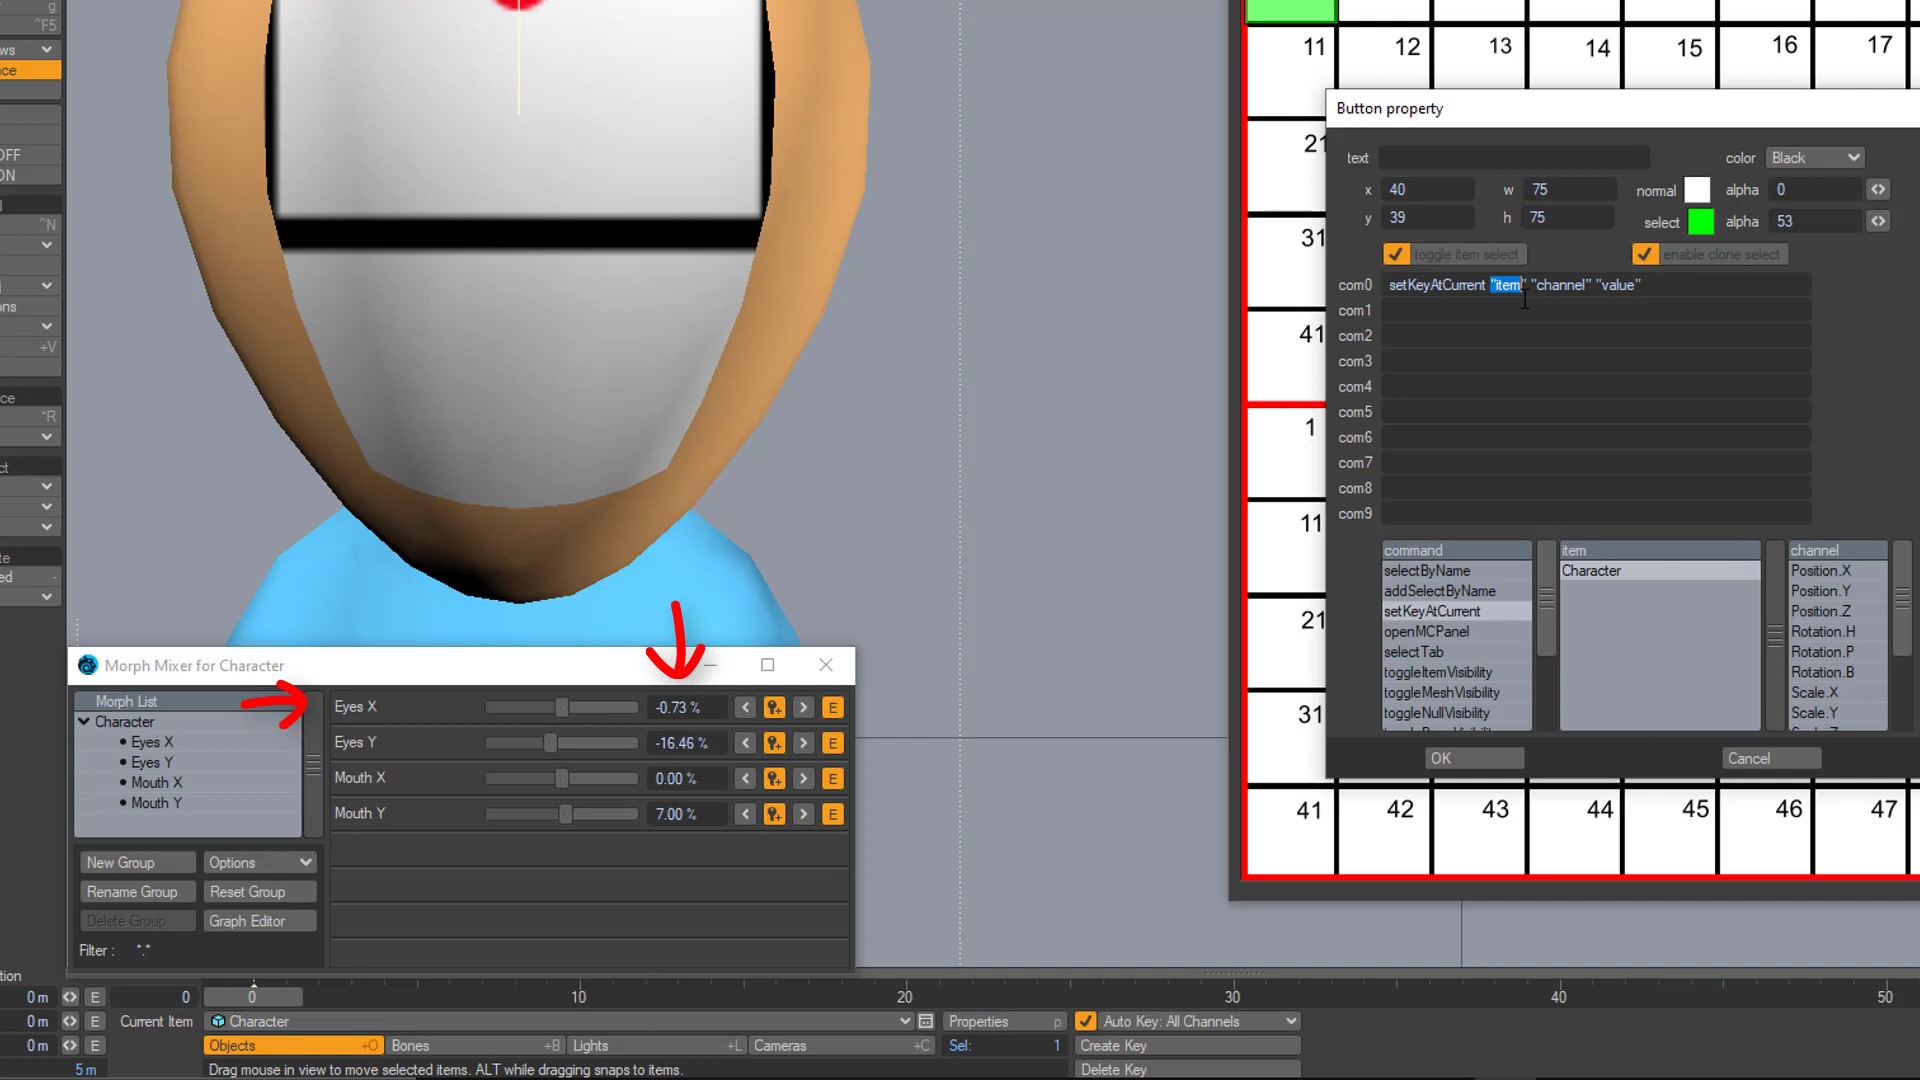 g
^F5
ws
ce
OFF
ON
d
^N
i
ons
+V
ce
^R
ct
te
ed -
tion
11 12 13 14 15 16 17
21
31
41
1
11
21
31
41 42 43 44 45 46 47
Button property
text color Black
x 40 w 75 normal alpha 0
y 39 h 75 select alpha 53
toggle item select enable clone select
com0 setKeyAtCurrent "item" "channel" "value"
com1
com2
com3
com4
com5
com6
com7
com8
com9
command item channel
selectByName Character Position.X
addSelectByName Position.Y
setKeyAtCurrent Position.Z
openMCPanel Rotation.H
selectTab Rotation.P
toggleItemVisibility Rotation.B
toggleMeshVisibility Scale.X
toggleNullVisibility Scale.Y
OK Cancel
Morph Mixer for Character
Morph List
Character
Eyes X
Eyes Y
Mouth X
Mouth Y
Eyes X -0.73 % E
Eyes Y -16.46 % E
Mouth X 0.00 % E
Mouth Y 7.00 % E
New Group Options
Rename Group Reset Group
Delete Group Graph Editor
Filter : *.*
0 m E 0 0 10 20 30 40 50
0 m E Current Item Character Properties p Auto Key: All Channels
0 m E Objects +O Bones +B Lights +L Cameras +C Sel: 1 Create Key
5 m Drag mouse in view to move selected items. ALT while dragging snaps to items. Delete Key